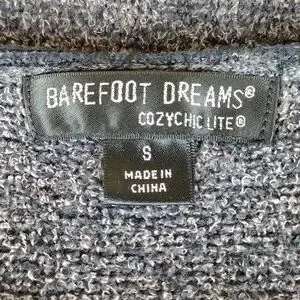 BAREFOOT DREAMS®
COZYCHIC LITE®
S
MADE IN
CHINA